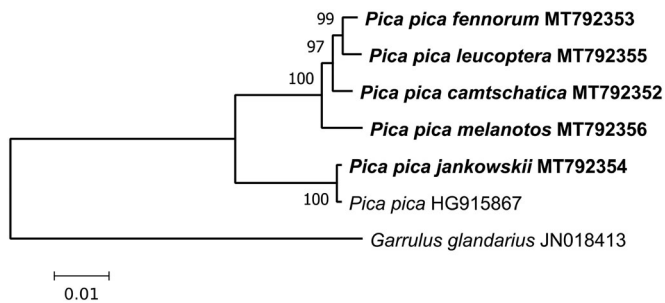 99
Pica pica fennorum MT792353
97
Pica pica leucoptera MT792355
100
Pica pica camtschatica MT792352
Pica pica melanotos MT792356
Pica pica jankowskii MT792354
100
Pica pica HG915867
Garrulus glandarius JN018413
0.01